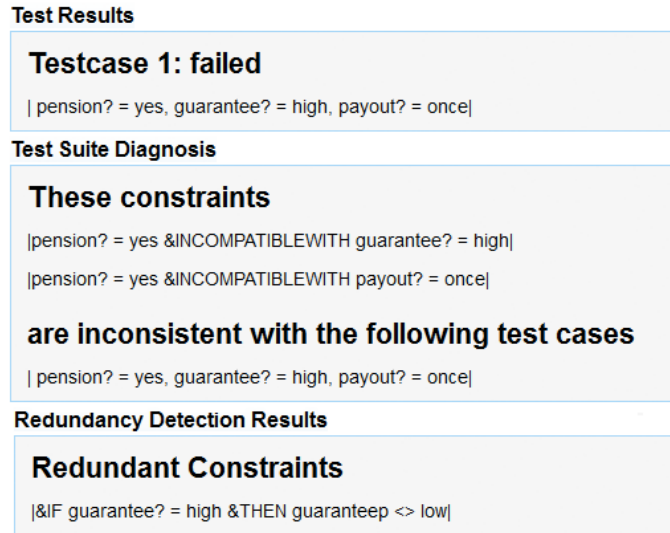 Test Results
Testcase 1: failed
| pension? = yes, guarantee? = high, payout? = once|
Test Suite Diagnosis
These constraints
|pension? = yes &INCOMPATIBLEWITH guarantee? = high|
|pension? = yes &INCOMPATIBLEWITH payout? = once|
are inconsistent with the following test cases
| pension? = yes, guarantee? = high, payout? = once|
Redundancy Detection Results
Redundant Constraints
|&IF guarantee? = high &THEN guaranteep <> low|